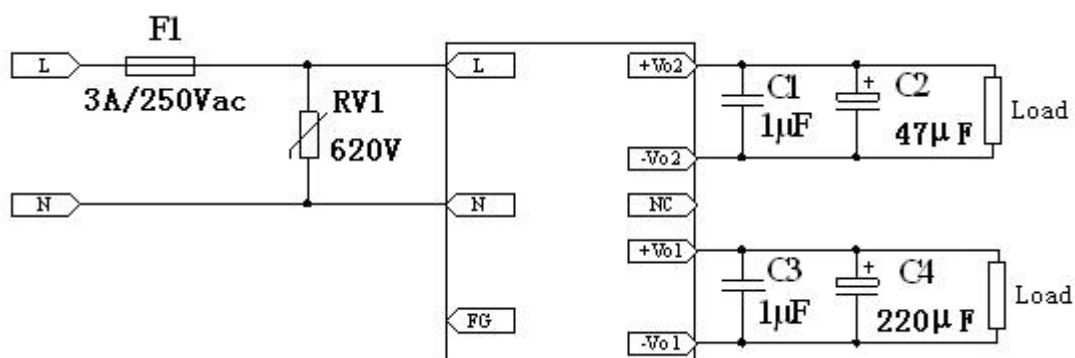 F1
L
3A/250Vac
RV1
620V
N
L
N
FG
+Vo2
-Vo2
NC
+Vo1
-Vo1
C1
1μF
+
C2
47μF
Load
C3
1μF
+
C4
220μF
Load